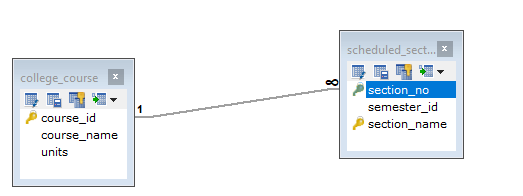 college_course
course_id
course_name
units
1
∞
scheduled_sect...
section_no
semester_id
section_name